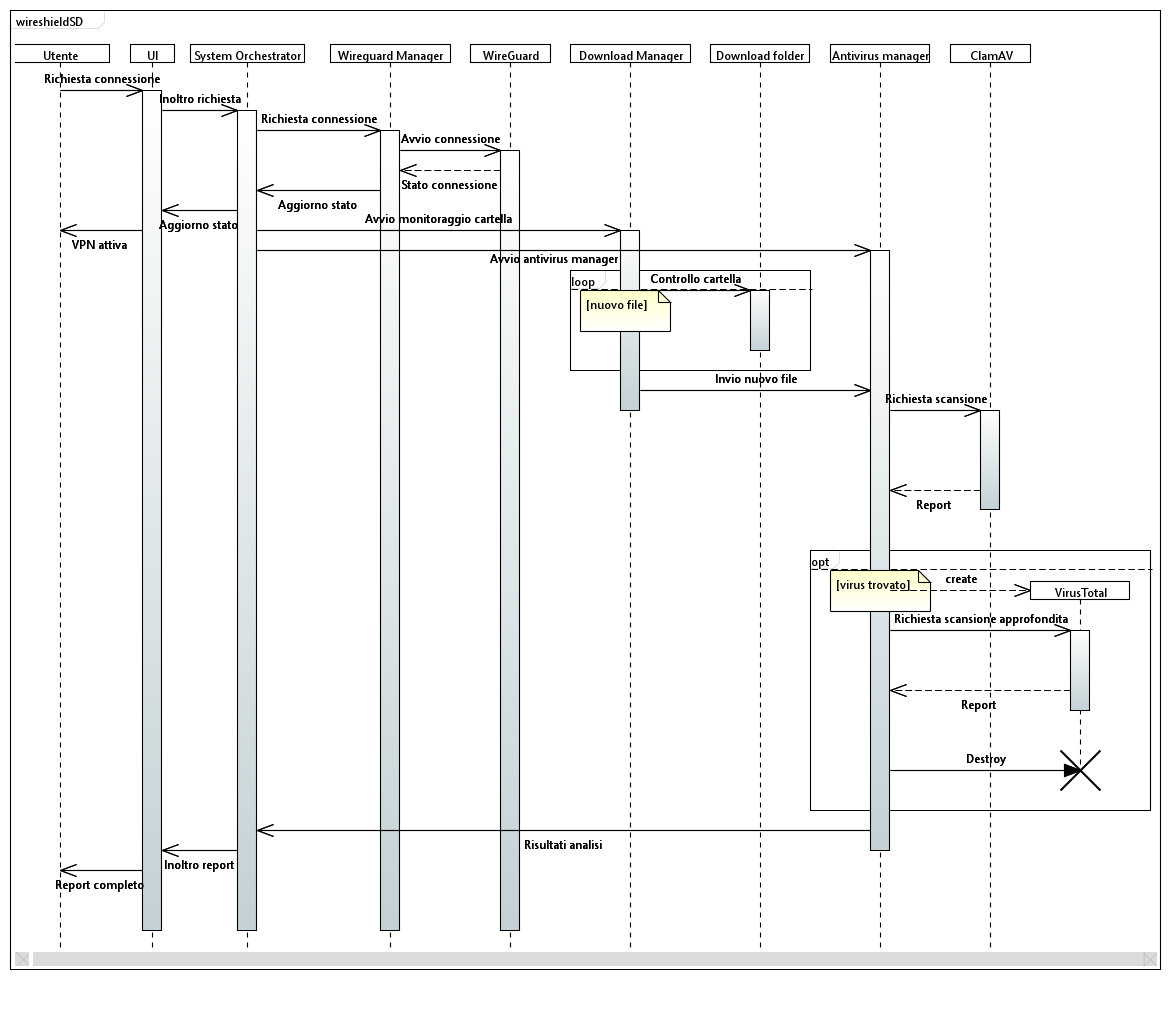 wireshieldSD
Utente
UI
System Orchestrator
Wireguard Manager
WireGuard
Download Manager
Download folder
Antivirus manager
ClamAV
Richiesta connessione
Inoltro richiesta
Richiesta connessione
Avvio connessione
Stato connessione
Aggiorno stato
Aggiorno stato
Avvio monitoraggio cartella
VPN attiva
Avvio antivirus manager
loop
Controllo cartella
[nuovo file]
Invio nuovo file
Richiesta scansione
Report
opt
[virus trovato]
create
VirusTotal
Richiesta scansione approfondita
Report
Destroy
Risultati analisi
Inoltro report
Report completo